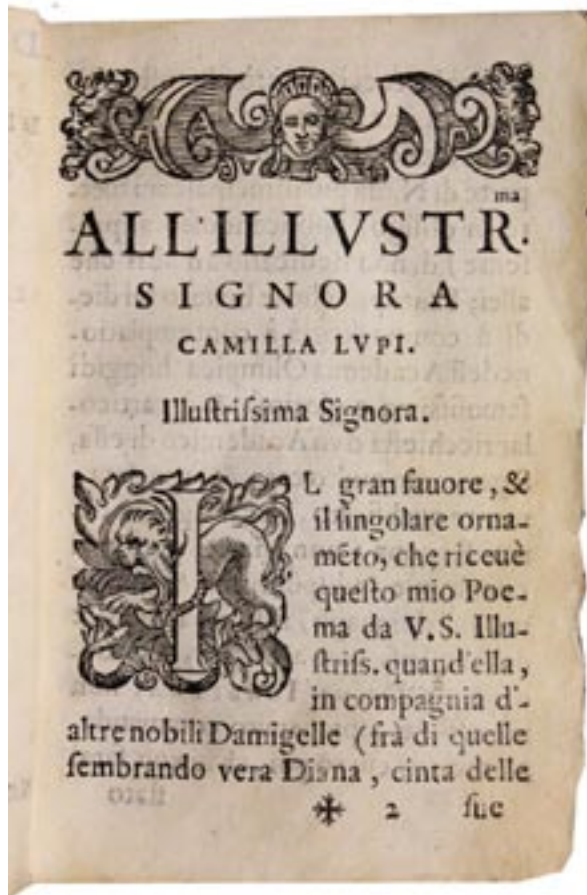 ALL'ILLVSTR.ma
SIGNORA
CAMILLA LVPI.
Illuſtriſsima Signora.
IL gran fauore, &
il ſingolare orna-
mẽto, che riceuè
queſto mio Poe-
ma da V.S. Illu-
ſtriſs. quand'ella,
in compagnia d'-
altre nobili Damigelle (frà di quelle
ſembrando vera Diana, cinta delle
✠ 2 ſue